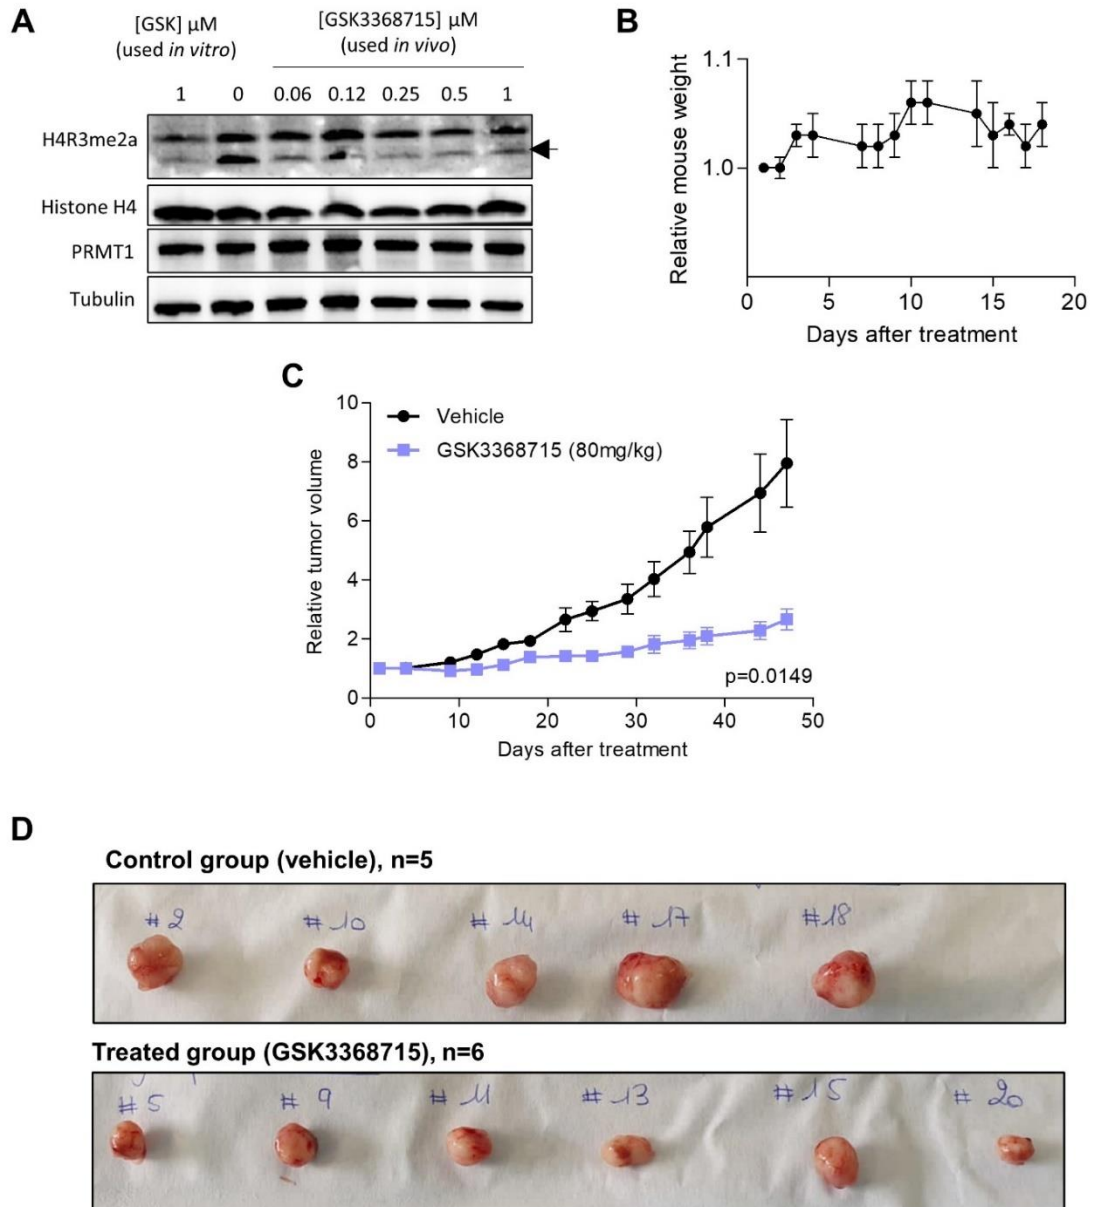 A
[GSK] µM
(used in vitro)
[GSK3368715] µM
(used in vivo)
1 0 0.06 0.12 0.25 0.5 1
H4R3me2a
Histone H4
PRMT1
Tubulin
B
Relative mouse weight
1.1
1.0
0 5 10 15 20
Days after treatment
C
Relative tumor volume
10
8
6
4
2
0
Vehicle
GSK3368715 (80mg/kg)
p=0.0149
0 10 20 30 40 50
Days after treatment
D
Control group (vehicle), n=5
#2 #10 #14 #17 #18
Treated group (GSK3368715), n=6
#5 #9 #11 #13 #15 #20